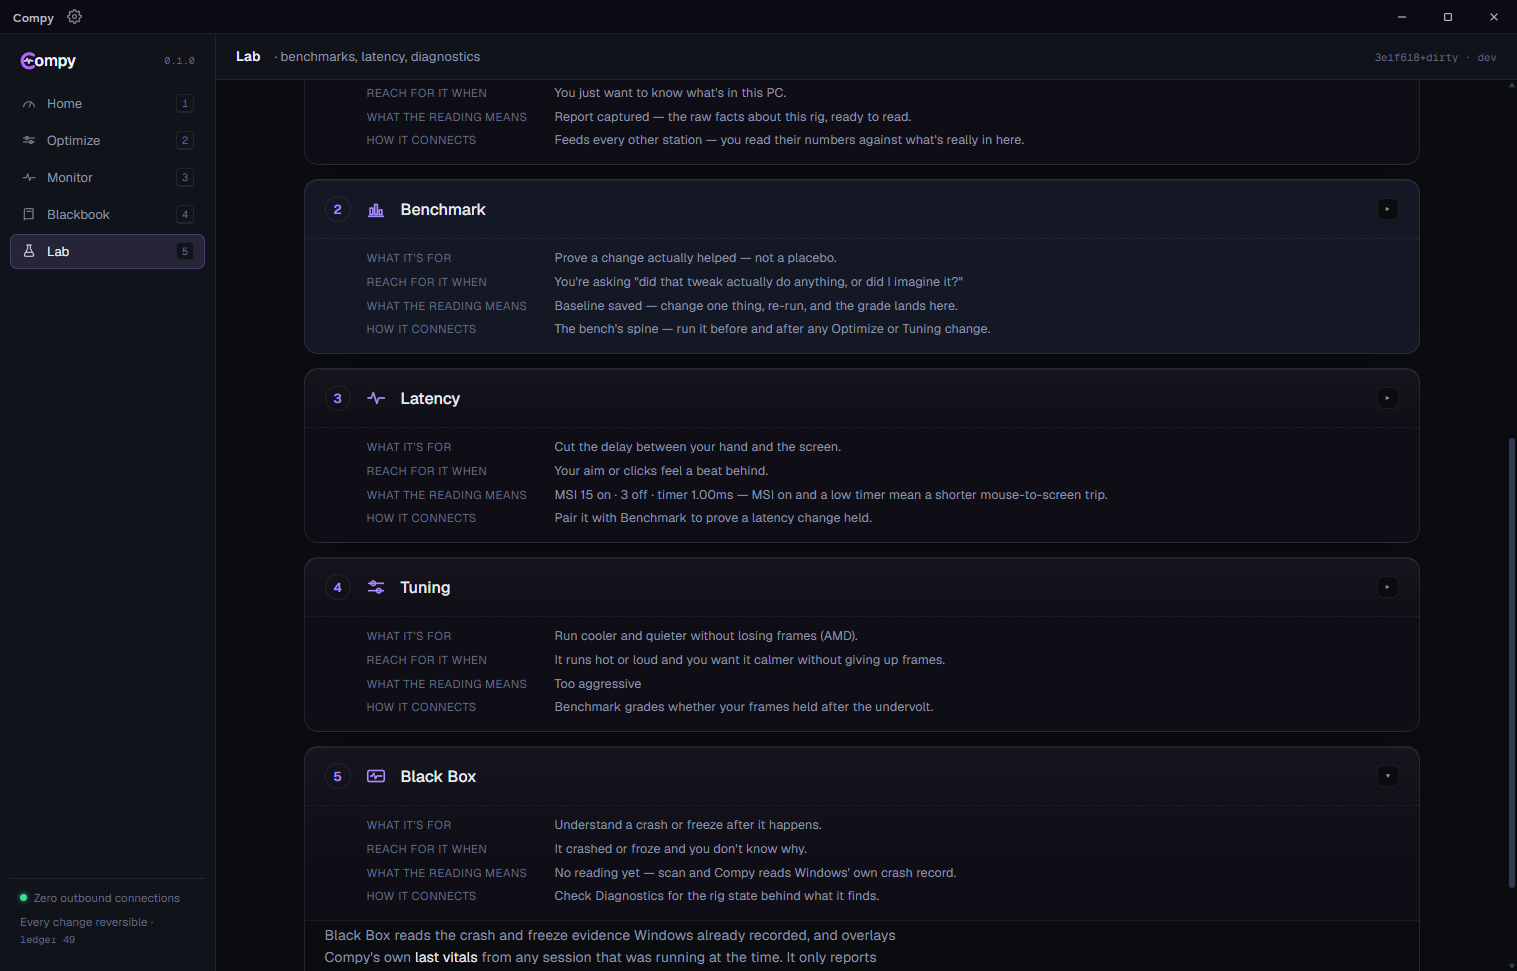 Compy
Compy 0.1.0
Home 1
Optimize 2
Monitor 3
Blackbook 4
Lab 5
Zero outbound connections
Every change reversible ·
ledger 49
Lab · benchmarks, latency, diagnostics 3e1f618+dirty · dev
REACH FOR IT WHEN You just want to know what's in this PC.
WHAT THE READING MEANS Report captured — the raw facts about this rig, ready to read.
HOW IT CONNECTS Feeds every other station — you read their numbers against what's really in here.
2 Benchmark
WHAT IT'S FOR Prove a change actually helped — not a placebo.
REACH FOR IT WHEN You're asking "did that tweak actually do anything, or did I imagine it?"
WHAT THE READING MEANS Baseline saved — change one thing, re-run, and the grade lands here.
HOW IT CONNECTS The bench's spine — run it before and after any Optimize or Tuning change.
3 Latency
WHAT IT'S FOR Cut the delay between your hand and the screen.
REACH FOR IT WHEN Your aim or clicks feel a beat behind.
WHAT THE READING MEANS MSI 15 on · 3 off · timer 1.00ms — MSI on and a low timer mean a shorter mouse-to-screen trip.
HOW IT CONNECTS Pair it with Benchmark to prove a latency change held.
4 Tuning
WHAT IT'S FOR Run cooler and quieter without losing frames (AMD).
REACH FOR IT WHEN It runs hot or loud and you want it calmer without giving up frames.
WHAT THE READING MEANS Too aggressive
HOW IT CONNECTS Benchmark grades whether your frames held after the undervolt.
5 Black Box
WHAT IT'S FOR Understand a crash or freeze after it happens.
REACH FOR IT WHEN It crashed or froze and you don't know why.
WHAT THE READING MEANS No reading yet — scan and Compy reads Windows' own crash record.
HOW IT CONNECTS Check Diagnostics for the rig state behind what it finds.
Black Box reads the crash and freeze evidence Windows already recorded, and overlays
Compy's own last vitals from any session that was running at the time. It only reports